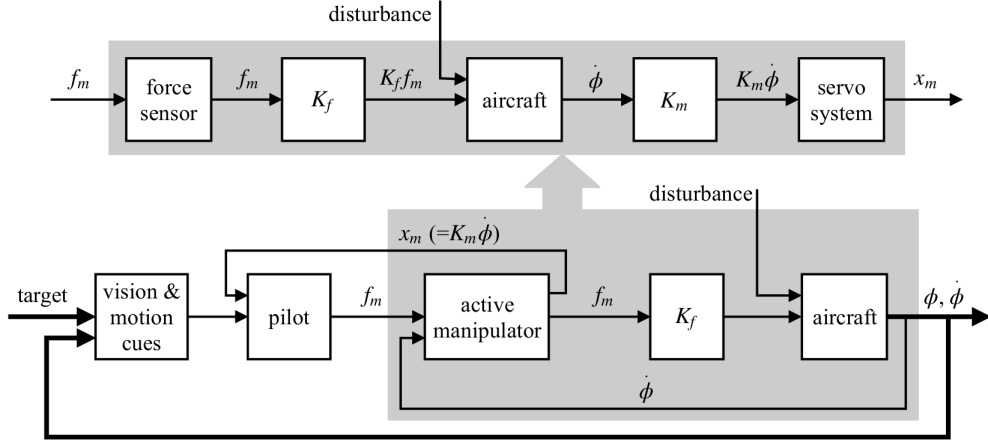 disturbance
f_m
force
sensor
f_m
K_f
K_f f_m
aircraft
ϕ̇
K_m
K_m ϕ̇
servo
system
x_m
disturbance
x_m (=K_m ϕ̇)
target
vision &
motion
cues
pilot
f_m
active
manipulator
f_m
K_f
aircraft
ϕ, ϕ̇
ϕ̇